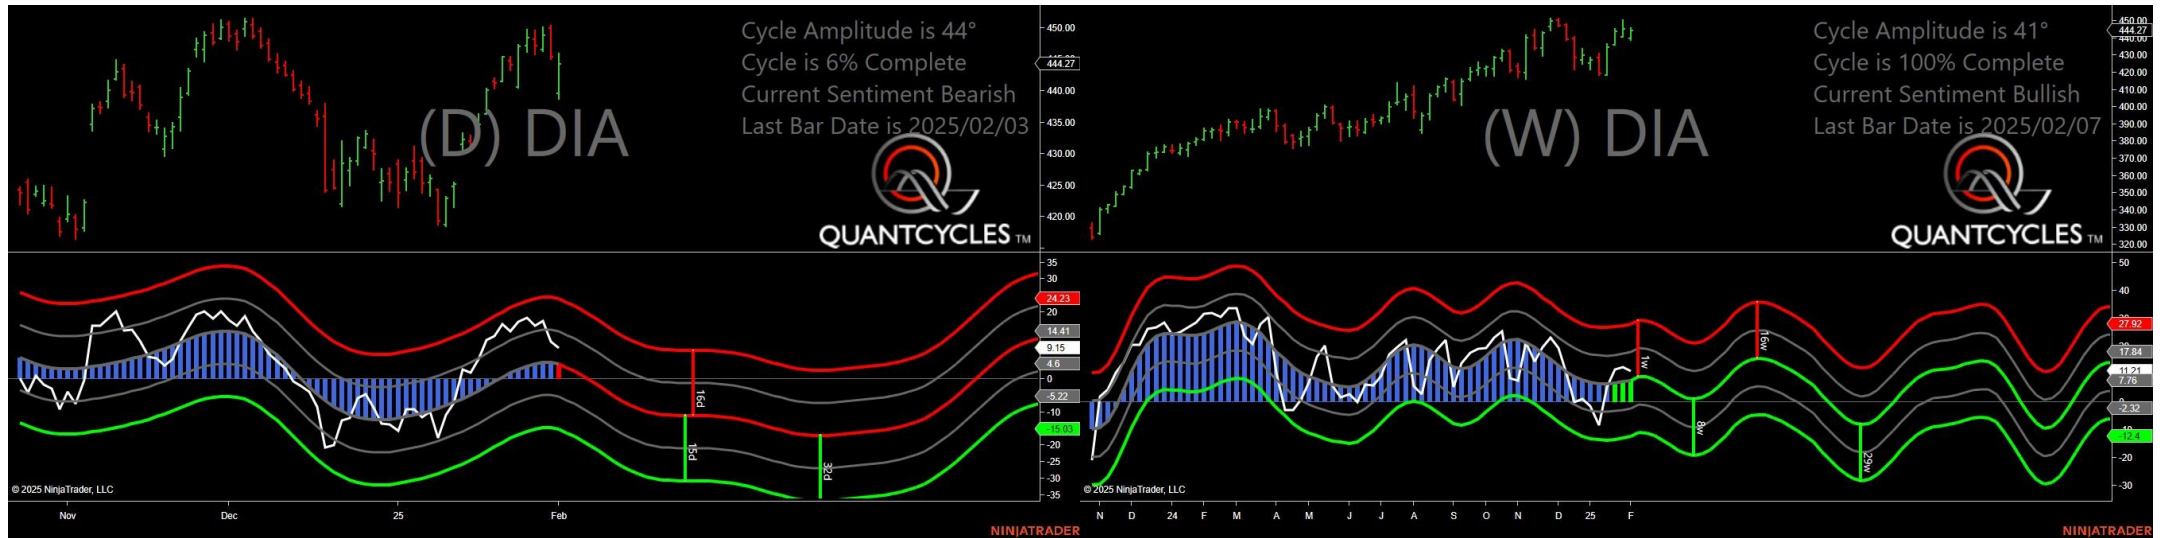 Cycle Amplitude is 44°
Cycle is 6% Complete
Current Sentiment Bearish
Last Bar Date is 2025/02/03
(D) DIA
QUANTCYCLES TM
450.00
444.27
440.00
435.00
430.00
425.00
420.00
35
30
24.23
20
14.41
9.15
4.6
0
-5.22
-10
-15.03
-20
-25
-30
-35
16d
15d
32d
© 2025 NinjaTrader, LLC
Nov Dec 25 Feb
NINJATRADER
Cycle Amplitude is 41°
Cycle is 100% Complete
Current Sentiment Bullish
Last Bar Date is 2025/02/07
(W) DIA
QUANTCYCLES TM
450.00
444.27
430.00
420.00
410.00
400.00
390.00
380.00
370.00
360.00
350.00
340.00
330.00
320.00
50
40
27.92
17.84
11.21
7.76
-2.32
-12.4
-20
-30
1w
16w
8w
29w
© 2025 NinjaTrader, LLC
N D 24 F M A M J J A S O N D 25 F
NINJATRADER